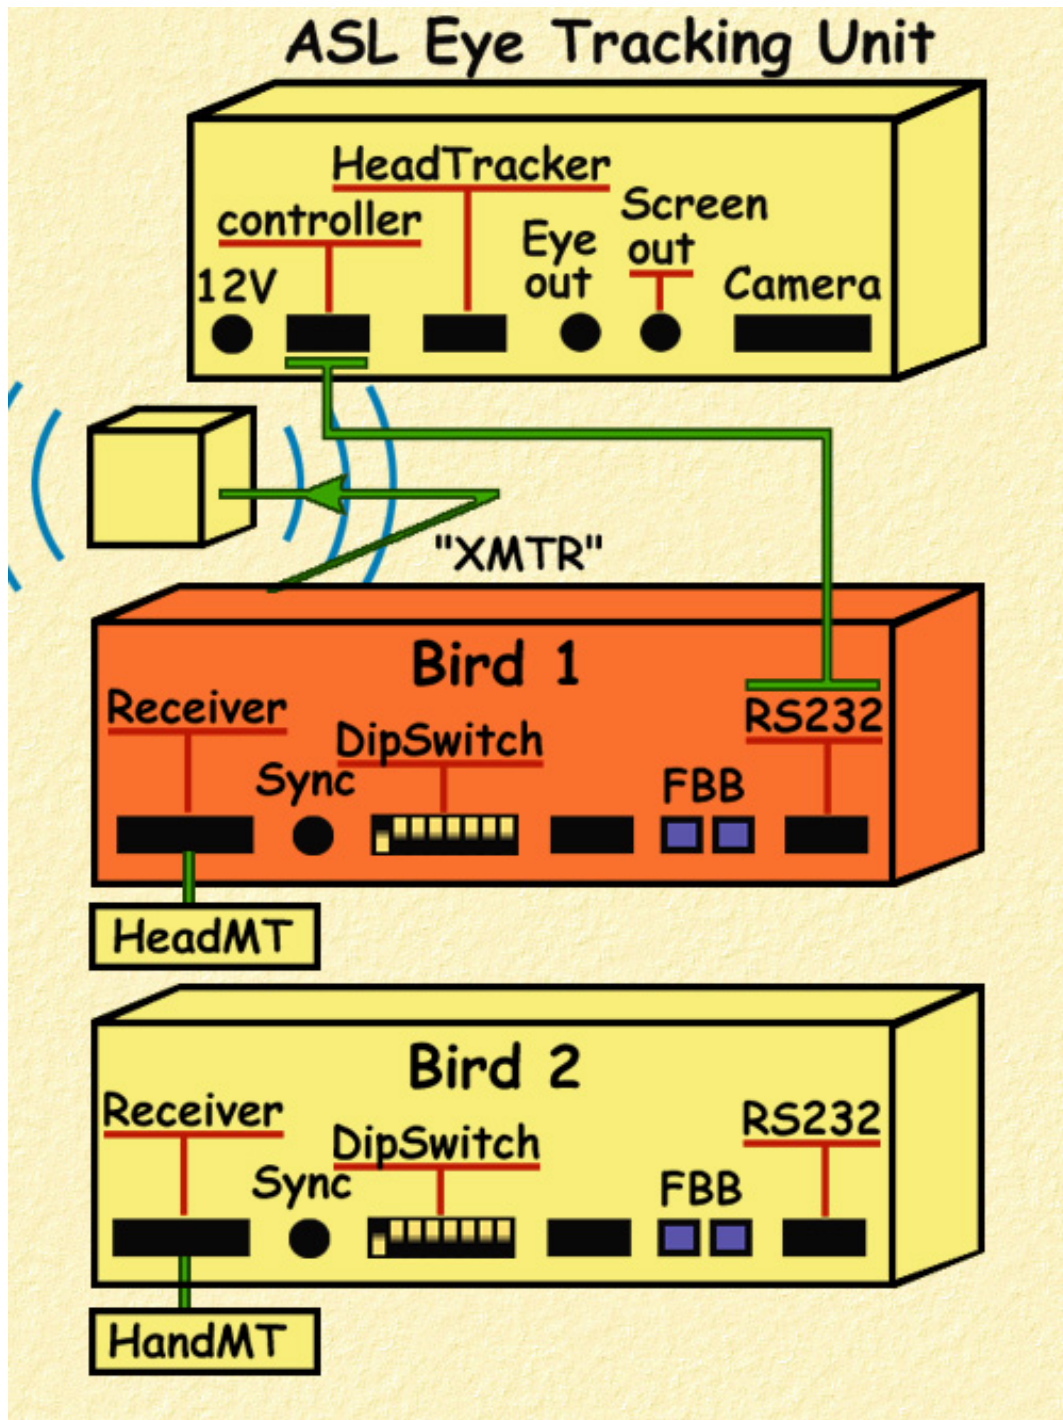 ASL Eye Tracking Unit
HeadTracker
controller
Screen
out
Eye
out
12V
Camera
"XMTR"
Bird 1
Receiver
DipSwitch
RS232
Sync
FBB
HeadMT
Bird 2
Receiver
DipSwitch
RS232
Sync
FBB
HandMT